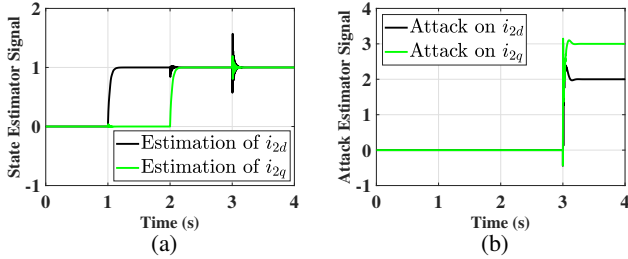 State Estimator Signal
2
1
0
-1
Estimation of i2d
Estimation of i2q
0 1 2 3 4
Time (s)
(a)
Attack Estimator Signal
4
3
2
1
0
-1
Attack on i2d
Attack on i2q
0 1 2 3 4
Time (s)
(b)